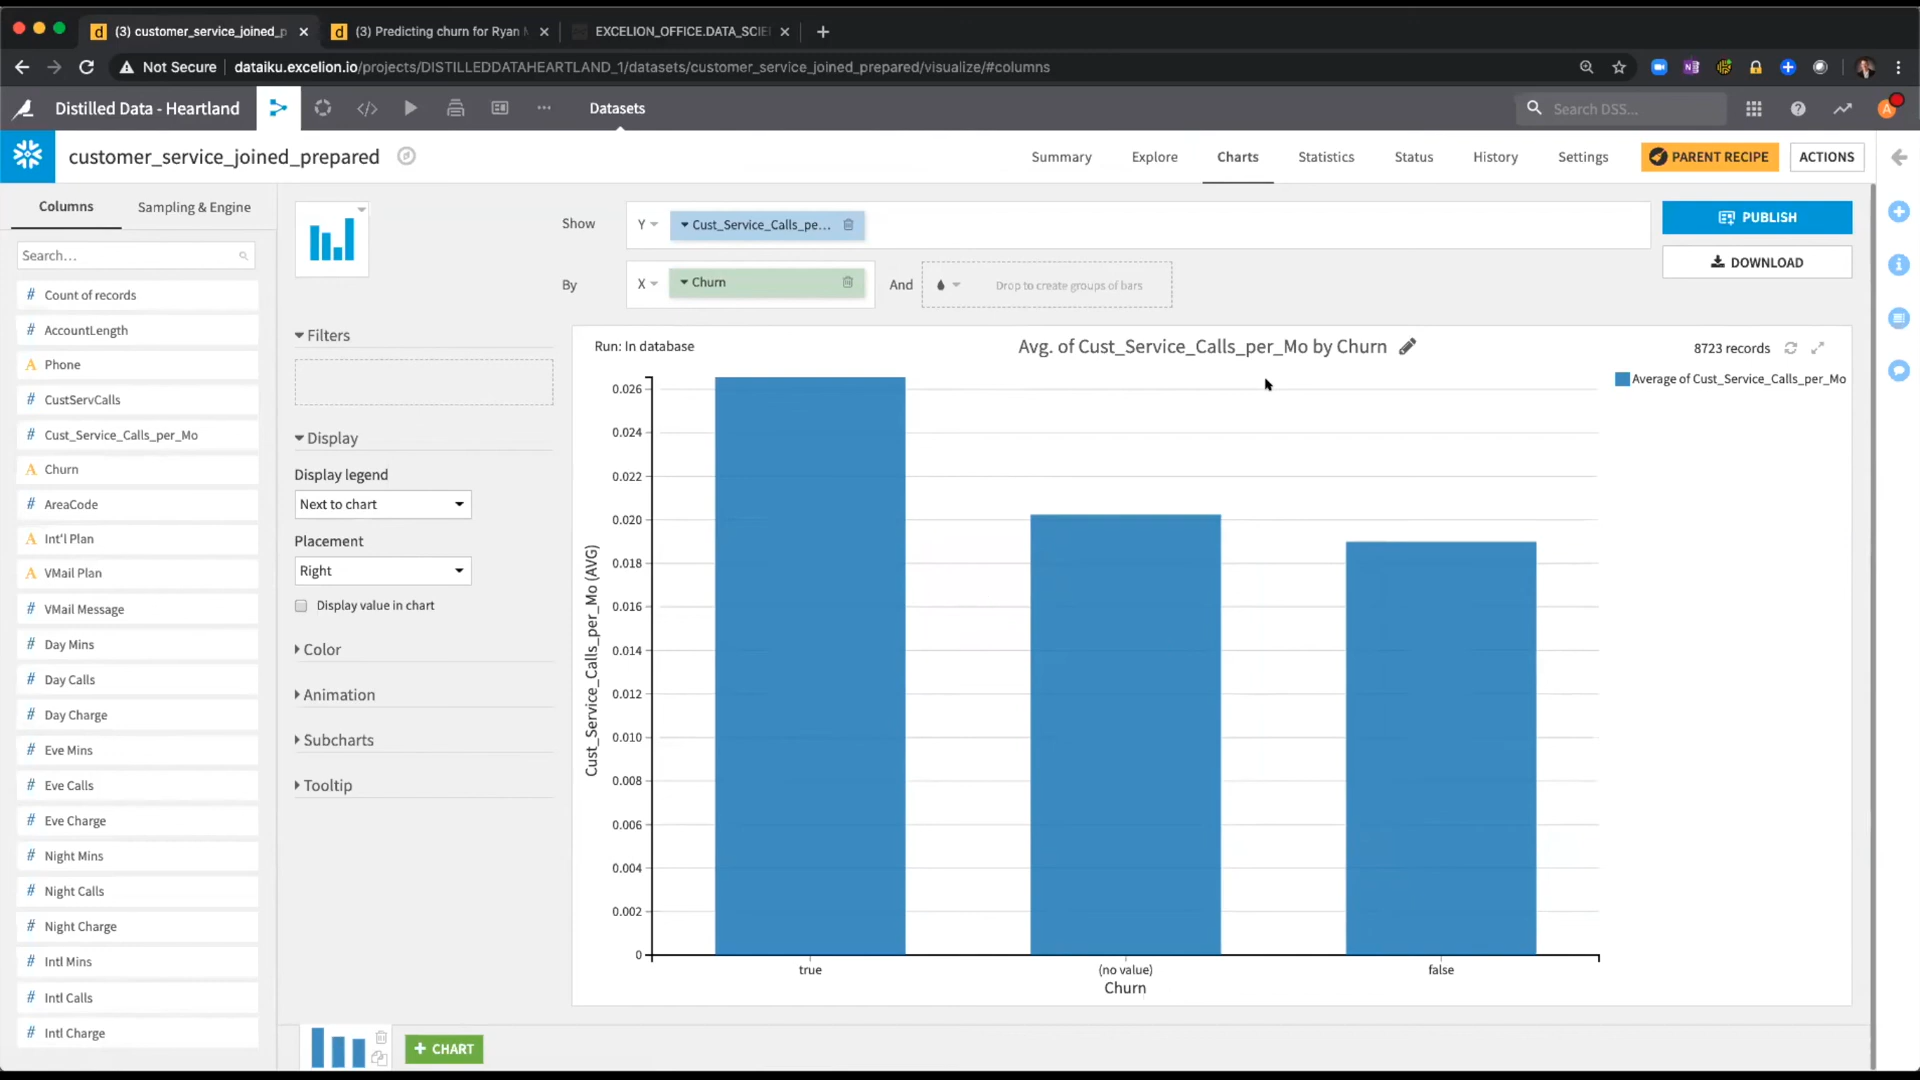 (3) customer_service_joined_p
(3) Predicting churn for Ryan
EXCELION_OFFICE.DATA_SCIE
Not Secure
dataiku.excelion.io/projects/DISTILLEDDATAHEARTLAND_1/datasets/customer_service_joined_prepared/visualize/#columns
Distilled Data - Heartland
Datasets
Search DSS...
customer_service_joined_prepared
Summary
Explore
Charts
Statistics
Status
History
Settings
PARENT RECIPE
ACTIONS
Columns
Sampling & Engine
Search...
# Count of records
# AccountLength
A Phone
# CustServCalls
# Cust_Service_Calls_per_Mo
A Churn
# AreaCode
A Int'l Plan
A VMail Plan
# VMail Message
# Day Mins
# Day Calls
# Day Charge
# Eve Mins
# Eve Calls
# Eve Charge
# Night Mins
# Night Calls
# Night Charge
# Intl Mins
# Intl Calls
# Intl Charge
Show
Y
Cust_Service_Calls_pe...
By
X
Churn
And
Drop to create groups of bars
PUBLISH
DOWNLOAD
Filters
Display
Display legend
Next to chart
Placement
Right
Display value in chart
Color
Animation
Subcharts
Tooltip
Run: In database
Avg. of Cust_Service_Calls_per_Mo by Churn
8723 records
Average of Cust_Service_Calls_per_Mo
Cust_Service_Calls_per_Mo (AVG)
0.026
0.024
0.022
0.020
0.018
0.016
0.014
0.012
0.010
0.008
0.006
0.004
0.002
0
true
(no value)
false
Churn
+ CHART